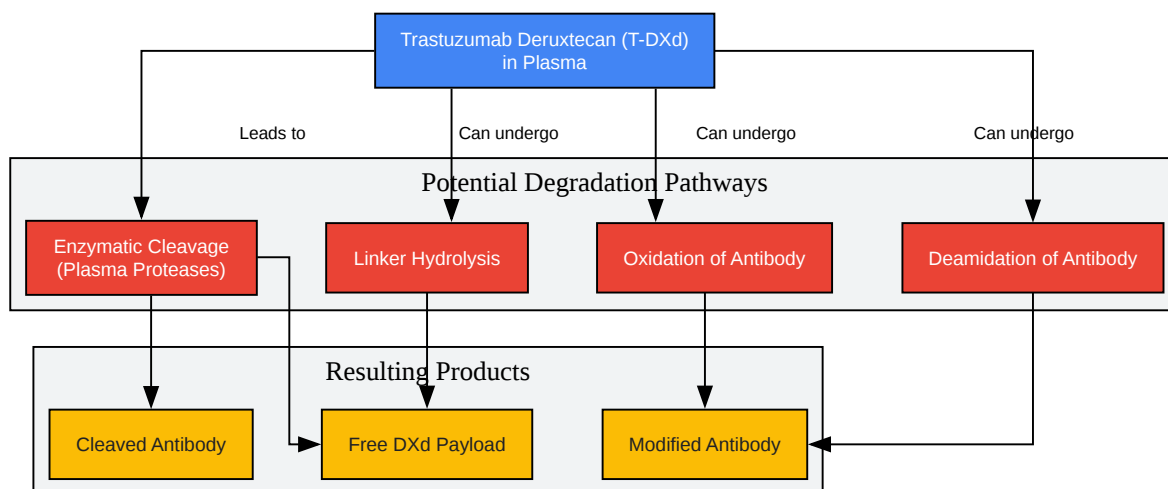 Trastuzumab Deruxtecan (T-DXd)
in Plasma
Leads to
Can undergo
Can undergo
Can undergo
Potential Degradation Pathways
Enzymatic Cleavage
(Plasma Proteases)
Linker Hydrolysis
Oxidation of Antibody
Deamidation of Antibody
Resulting Products
Cleaved Antibody
Free DXd Payload
Modified Antibody